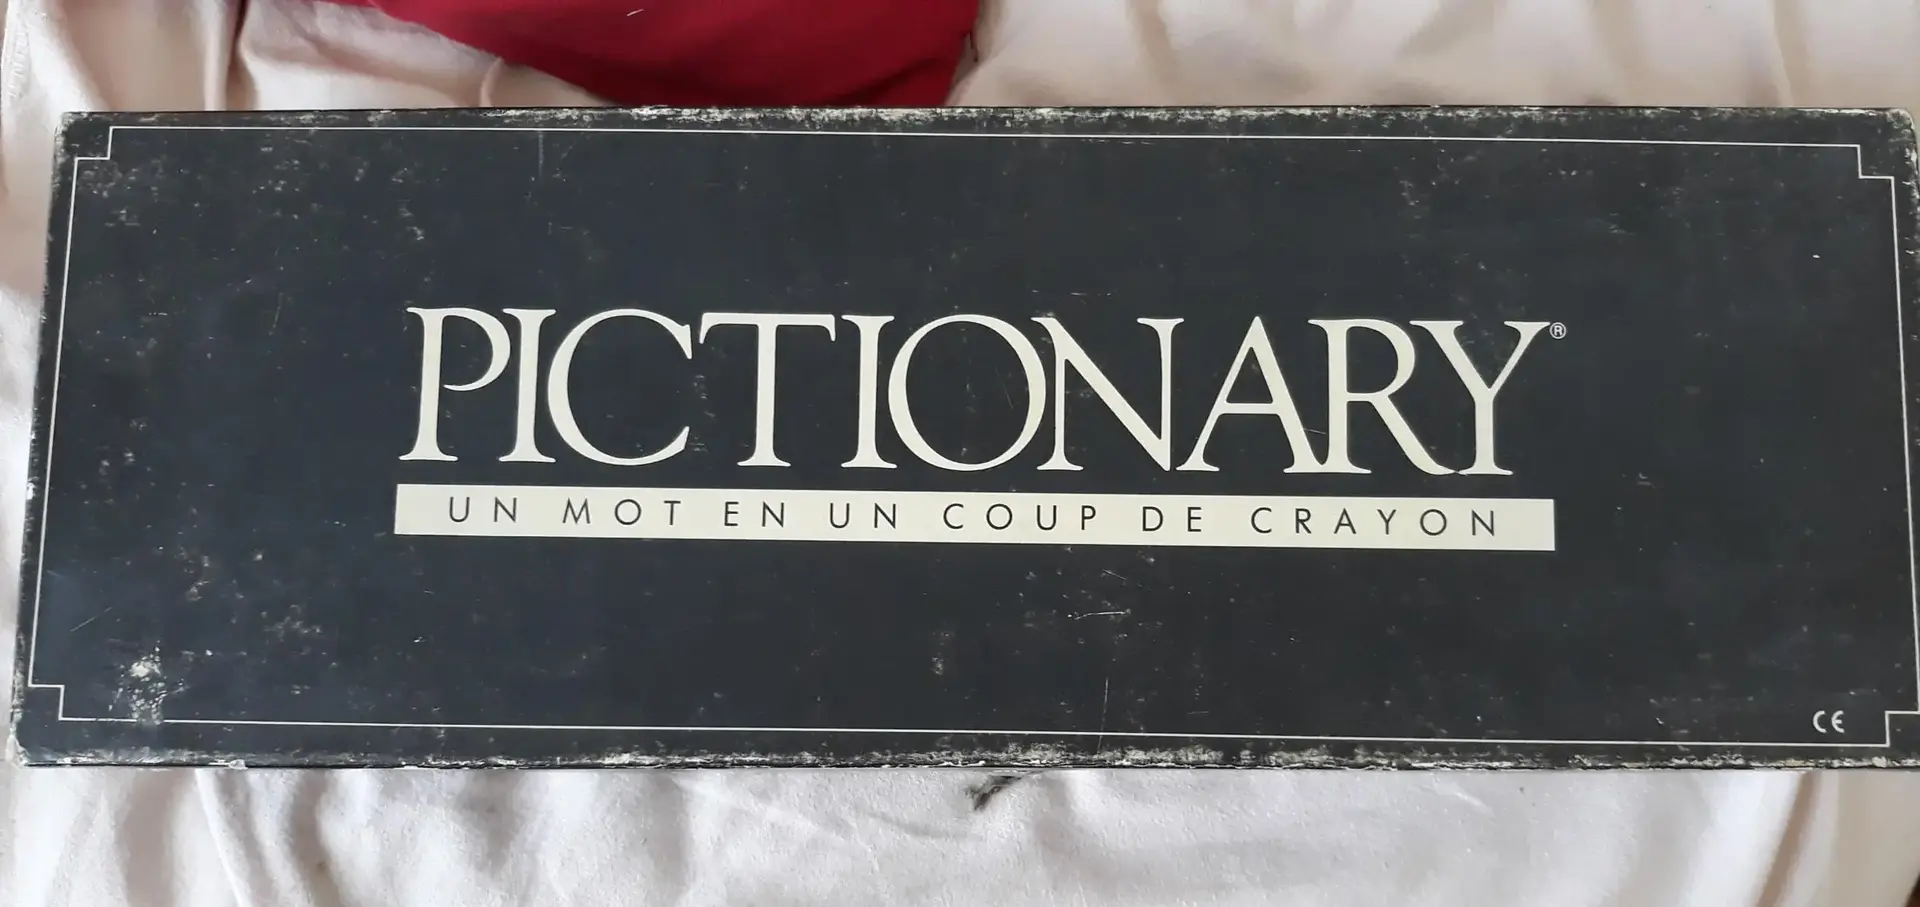 PICTIONARY®
UN MOT EN UN COUP DE CRAYON
CE